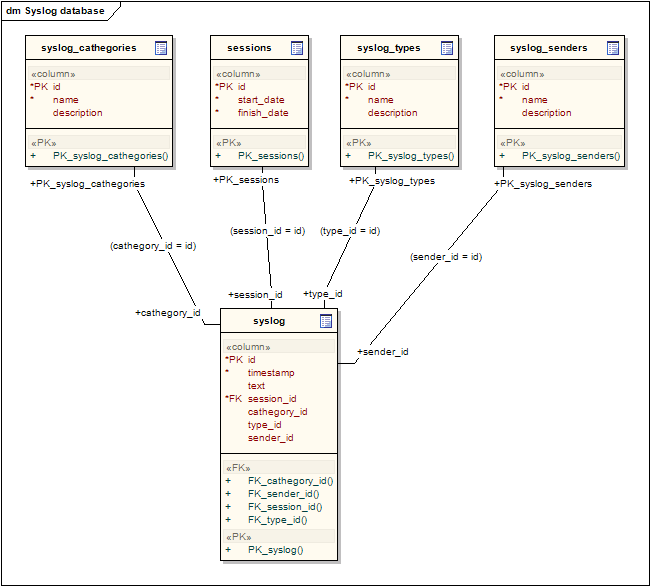 dm Syslog database
syslog_cathegories
«column»
*PK id
* name
description
«PK»
+ PK_syslog_cathegories()
sessions
«column»
*PK id
* start_date
* finish_date
«PK»
+ PK_sessions()
syslog_types
«column»
*PK id
* name
description
«PK»
+ PK_syslog_types()
syslog_senders
«column»
*PK id
* name
description
«PK»
+ PK_syslog_senders()
+PK_syslog_cathegories
+PK_sessions
+PK_syslog_types
+PK_syslog_senders
(cathegory_id = id)
(session_id = id)
(type_id = id)
(sender_id = id)
+cathegory_id
+session_id
+type_id
+sender_id
syslog
«column»
*PK id
* timestamp
text
*FK session_id
cathegory_id
type_id
sender_id
«FK»
+ FK_cathegory_id()
+ FK_sender_id()
+ FK_session_id()
+ FK_type_id()
«PK»
+ PK_syslog()